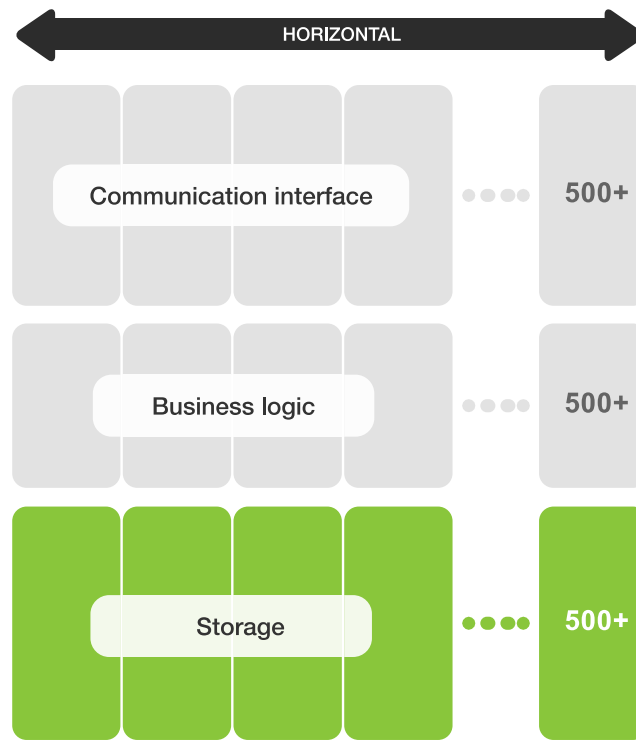 HORIZONTAL
Communication interface
500+
Business logic
500+
Storage
500+